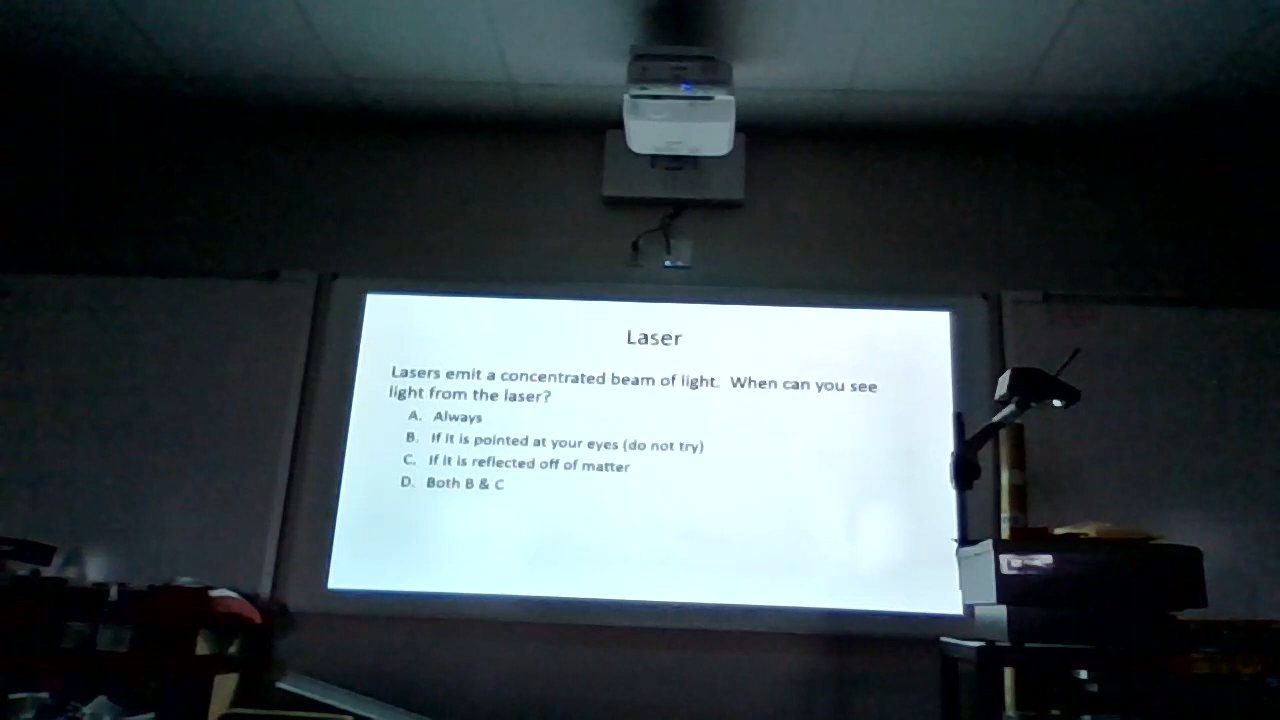 Laser
Lasers emit a concentrated beam of light. When can you see
light from the laser?
A. Always
B. If it is pointed at your eyes (do not try)
C. If it is reflected off of matter
D. Both B & C